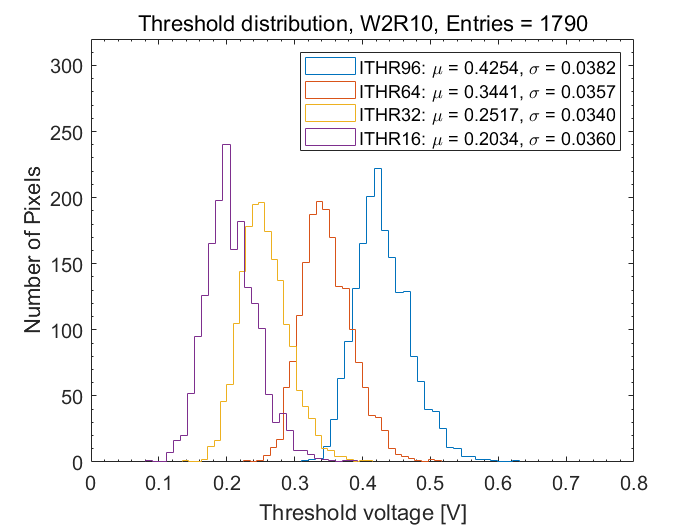 Threshold distribution, W2R10, Entries = 1790
ITHR96: μ = 0.4254, σ = 0.0382
ITHR64: μ = 0.3441, σ = 0.0357
ITHR32: μ = 0.2517, σ = 0.0340
ITHR16: μ = 0.2034, σ = 0.0360
Number of Pixels
300
250
200
150
100
50
0
0 0.1 0.2 0.3 0.4 0.5 0.6 0.7 0.8
Threshold voltage [V]